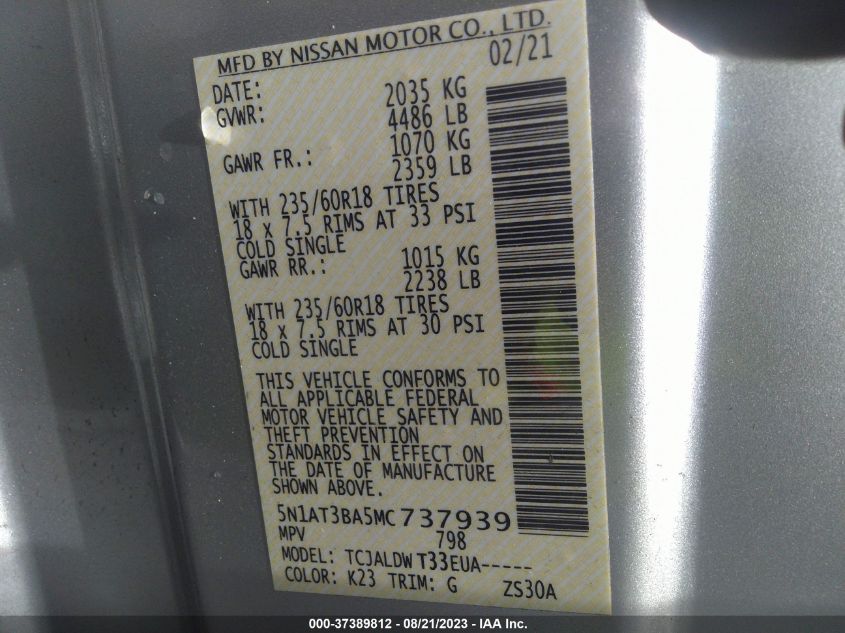 MFD BY NISSAN MOTOR CO., LTD.
DATE: 02/21
GVWR: 2035 KG
4486 LB
GAWR FR.: 1070 KG
2359 LB
WITH 235/60R18 TIRES
18 x 7.5 RIMS AT 33 PSI
COLD SINGLE
GAWR RR.: 1015 KG
2238 LB
WITH 235/60R18 TIRES
18 x 7.5 RIMS AT 30 PSI
COLD SINGLE
THIS VEHICLE CONFORMS TO
ALL APPLICABLE FEDERAL
MOTOR VEHICLE SAFETY AND
THEFT PREVENTION
STANDARDS IN EFFECT ON
THE DATE OF MANUFACTURE
SHOWN ABOVE.
5N1AT3BA5MC737939
MPV 798
MODEL: TCJALDWT33EUA-----
COLOR: K23 TRIM: G ZS30A
000-37389812 - 08/21/2023 - IAA Inc.